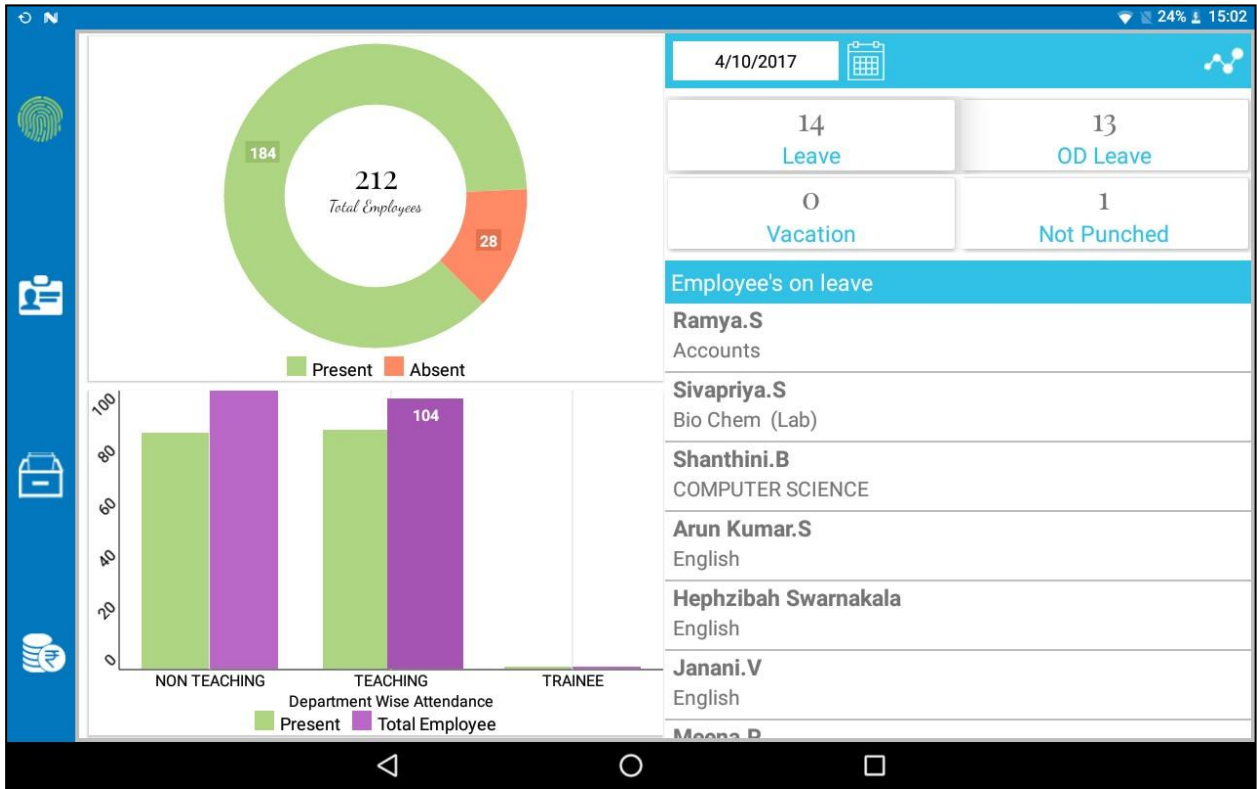 24% 15:02
184
212
Total Employees
28
Present Absent
100
80
60
40
20
0
104
NON TEACHING TEACHING TRAINEE
Department Wise Attendance
Present Total Employee
4/10/2017
14
Leave
13
OD Leave
0
Vacation
1
Not Punched
Employee's on leave
Ramya.S
Accounts
Sivapriya.S
Bio Chem (Lab)
Shanthini.B
COMPUTER SCIENCE
Arun Kumar.S
English
Hephzibah Swarnakala
English
Janani.V
English